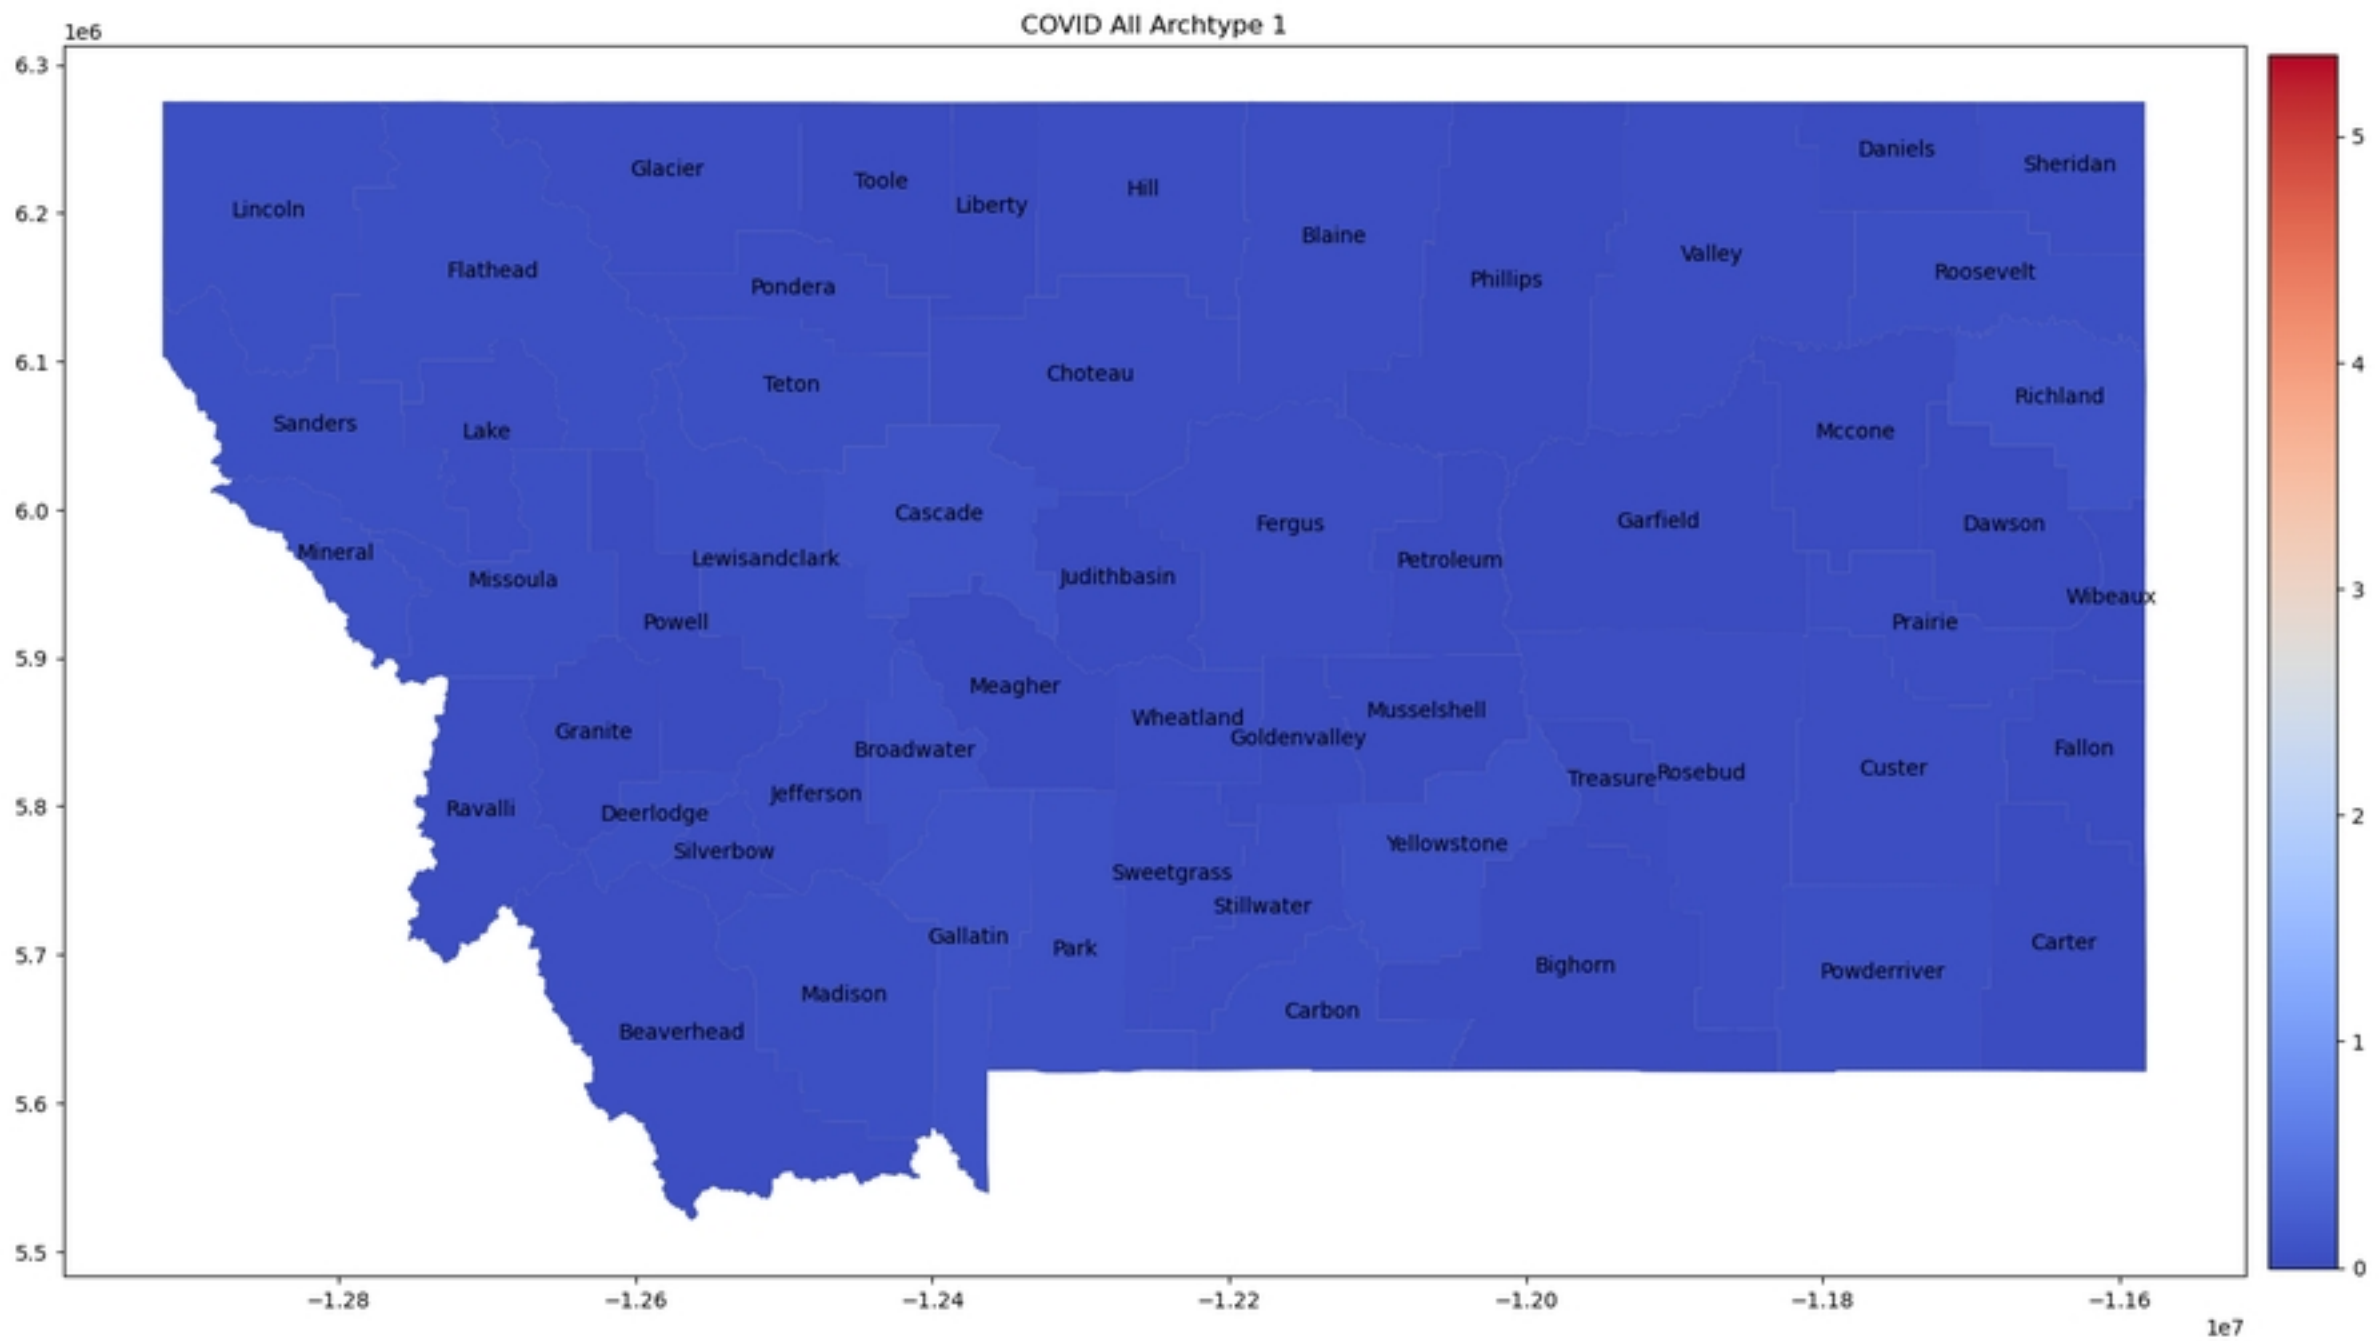 COVID All Archtype 1
1e6
6.3
6.2
6.1
6.0
5.9
5.8
5.7
5.6
5.5
Lincoln
Flathead
Glacier
Toole
Liberty
Hill
Blaine
Phillips
Valley
Daniels
Sheridan
Roosevelt
Pondera
Teton
Choteau
Richland
Mccone
Sanders
Lake
Cascade
Fergus
Petroleum
Garfield
Dawson
Wibeaux
Mineral
Missoula
Lewisandclark
Judithbasin
Powell
Prairie
Meagher
Wheatland
Goldenvalley
Musselshell
Granite
Broadwater
Jefferson
Treasure
Rosebud
Custer
Fallon
Ravalli
Deerlodge
Silverbow
Yellowstone
Sweetgrass
Stillwater
Gallatin
Park
Bighorn
Powderriver
Carter
Madison
Carbon
Beaverhead
5
4
3
2
1
0
−1.28
−1.26
−1.24
−1.22
−1.20
−1.18
−1.16
1e7